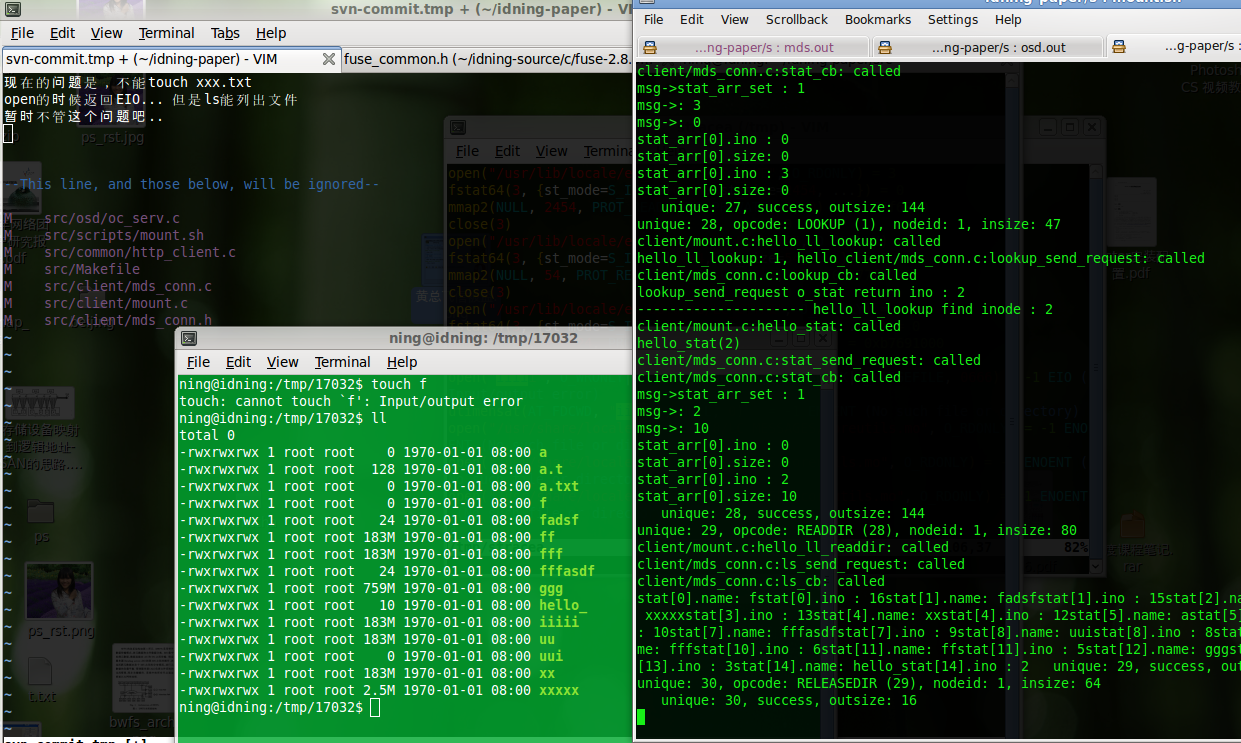 svn-commit.tmp + (~/idning-paper) - VI
File Edit View Terminal Tabs Help
svn-commit.tmp + (~/idning-paper) - VIM
fuse_common.h (~/idning-source/c/fuse-2.8.
现在的问题是，不能touch xxx.txt
open的时候返回EIO... 但是ls能列出文件
暂时不管这个问题吧..
--This line, and those below, will be ignored--
M    src/osd/oc_serv.c
M    src/scripts/mount.sh
M    src/common/http_client.c
M    src/Makefile
M    src/client/mds_conn.c
M    src/client/mount.c
M    src/client/mds_conn.h
ps_rst.jpg
ps
ps_rst.png
t.txt
bwfs_arch
File Edit View Termina
open("/usr/lib/locale/
close(3)
close(3)
ning@idning: /tmp/17032
File Edit View Terminal Help
ning@idning:/tmp/17032$ touch f
touch: cannot touch `f': Input/output error
ning@idning:/tmp/17032$ ll
total 0
-rwxrwxrwx 1 root root    0 1970-01-01 08:00 a
-rwxrwxrwx 1 root root  128 1970-01-01 08:00 a.t
-rwxrwxrwx 1 root root    0 1970-01-01 08:00 a.txt
-rwxrwxrwx 1 root root    0 1970-01-01 08:00 f
-rwxrwxrwx 1 root root   24 1970-01-01 08:00 fadsf
-rwxrwxrwx 1 root root 183M 1970-01-01 08:00 ff
-rwxrwxrwx 1 root root 183M 1970-01-01 08:00 fff
-rwxrwxrwx 1 root root   24 1970-01-01 08:00 fffasdf
-rwxrwxrwx 1 root root 759M 1970-01-01 08:00 ggg
-rwxrwxrwx 1 root root   10 1970-01-01 08:00 hello_
-rwxrwxrwx 1 root root 183M 1970-01-01 08:00 iiiii
-rwxrwxrwx 1 root root 183M 1970-01-01 08:00 uu
-rwxrwxrwx 1 root root    0 1970-01-01 08:00 uui
-rwxrwxrwx 1 root root 183M 1970-01-01 08:00 xx
-rwxrwxrwx 1 root root 2.5M 1970-01-01 08:00 xxxxx
ning@idning:/tmp/17032$
File Edit View Scrollback Bookmarks Settings Help
...ng-paper/s : mds.out
...ng-paper/s : osd.out
...g-paper/s :
client/mds_conn.c:stat_cb: called
msg->stat_arr_set : 1
msg->: 3
msg->: 0
stat_arr[0].ino : 0
stat_arr[0].size: 0
stat_arr[0].ino : 3
stat_arr[0].size: 0
unique: 27, success, outsize: 144
unique: 28, opcode: LOOKUP (1), nodeid: 1, insize: 47
client/mount.c:hello_ll_lookup: called
hello_ll_lookup: 1, hello_client/mds_conn.c:lookup_send_request: called
client/mds_conn.c:lookup_cb: called
lookup_send_request o_stat return ino : 2
-------------------- hello_ll_lookup find inode : 2
client/mount.c:hello_stat: called
hello_stat(2)
client/mds_conn.c:stat_send_request: called
client/mds_conn.c:stat_cb: called
msg->stat_arr_set : 1
msg->: 2
msg->: 10
stat_arr[0].ino : 0
stat_arr[0].size: 0
stat_arr[0].ino : 2
stat_arr[0].size: 10
unique: 28, success, outsize: 144
unique: 29, opcode: READDIR (28), nodeid: 1, insize: 80
client/mount.c:hello_ll_readdir: called
client/mds_conn.c:ls_send_request: called
client/mds_conn.c:ls_cb: called
stat[0].name: fstat[0].ino : 16stat[1].name: fadsfstat[1].ino : 15stat[2].na
xxxxxstat[3].ino : 13stat[4].name: xxstat[4].ino : 12stat[5].name: astat[5]
: 10stat[7].name: fffasdfstat[7].ino : 9stat[8].name: uuistat[8].ino : 8stat
me: fffstat[10].ino : 6stat[11].name: ffstat[11].ino : 5stat[12].name: gggst
[13].ino : 3stat[14].name: hello_stat[14].ino : 2   unique: 29, success, out
unique: 30, opcode: RELEASEDIR (29), nodeid: 1, insize: 64
unique: 30, success, outsize: 16
82%